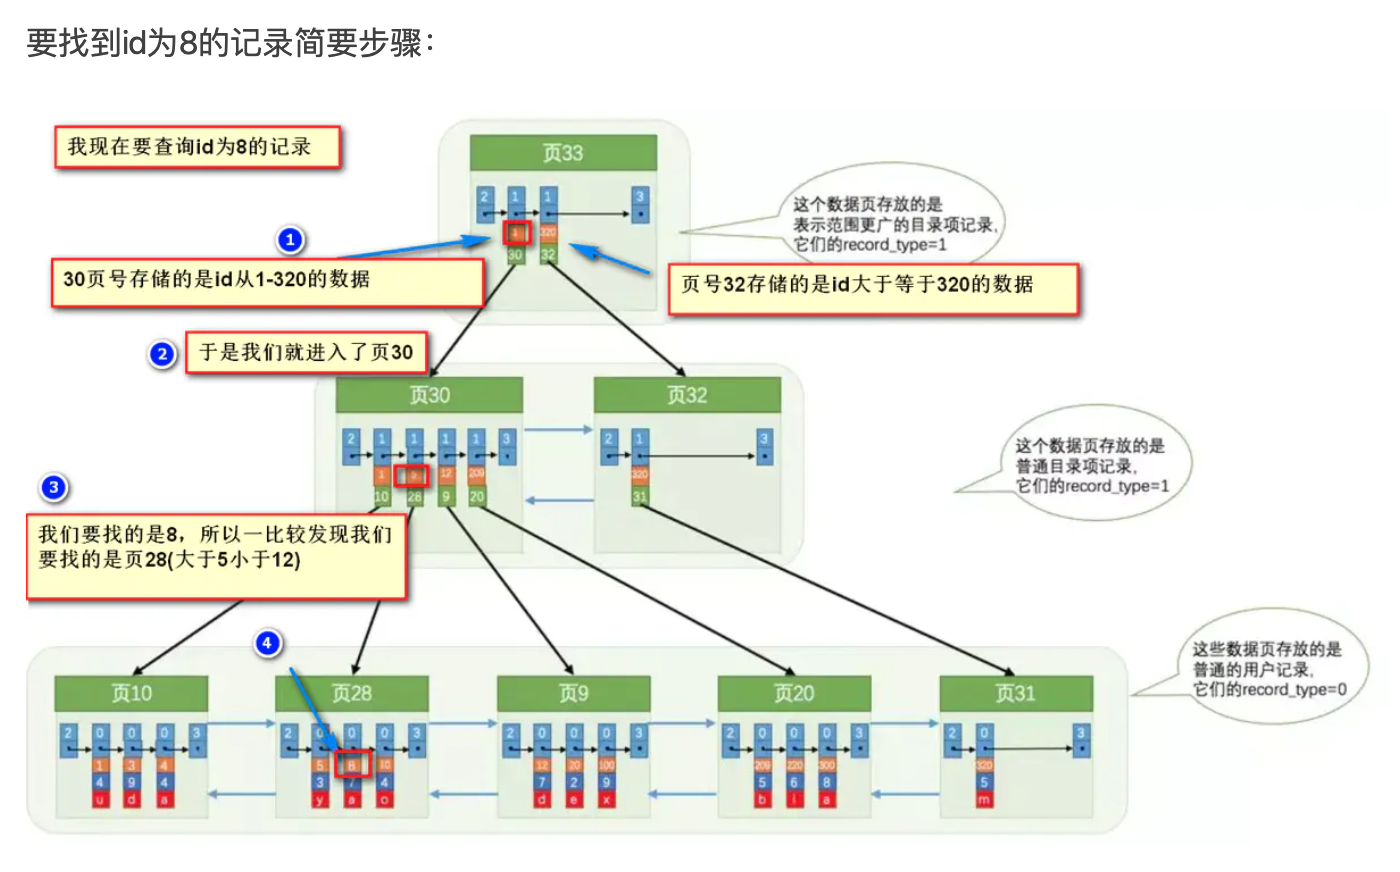 要找到id为8的记录简要步骤：
我现在要查询id为8的记录
页33
2 1 1 3
1 320
30 32
这个数据页存放的是
表示范围更广的目录项记录,
它们的record_type=1
1
30页号存储的是id从1-320的数据
页号32存储的是id大于等于320的数据
2
于是我们就进入了页30
页30
2 1 1 1 1 3
1 5 12 209
10 28 9 20
页32
2 1 3
320
31
这个数据页存放的是
普通目录项记录,
它们的record_type=1
3
我们要找的是8，所以一比较发现我们
要找的是页28(大于5小于12)
4
这些数据页存放的是
普通的用户记录,
它们的record_type=0
页10
2 0 0 0 3
1 3 4
4 9 4
u d a
页28
2 0 0 0 3
5 8 10
3 7 4
y a o
页9
2 0 0 0 3
12 20 100
7 2 9
d e x
页20
2 0 0 0 3
209 220 300
5 6 8
b i a
页31
2 0 3
320
5
m